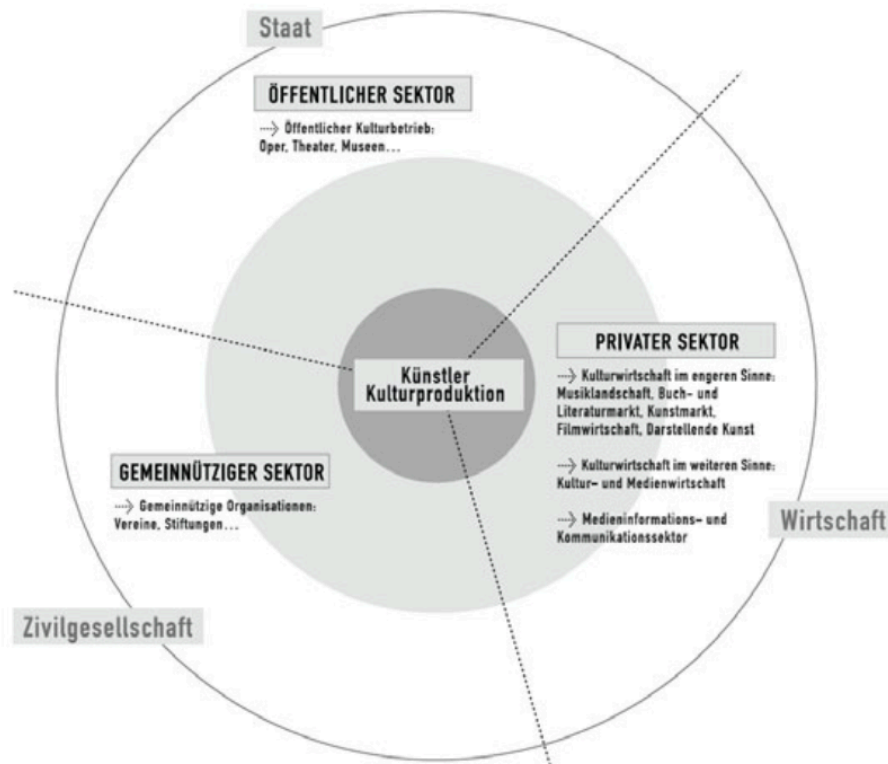 Staat
ÖFFENTLICHER SEKTOR
Öffentlicher Kulturbetrieb:
Oper, Theater, Museen...
Künstler
Kulturproduktion
PRIVATER SEKTOR
Kulturwirtschaft im engeren Sinne:
Musiklandschaft, Buch- und
Literaturmarkt, Kunstmarkt,
Filmwirtschaft, Darstellende Kunst
Kulturwirtschaft im weiteren Sinne:
Kultur- und Medienwirtschaft
Medieninformations- und
Kommunikationssektor
GEMEINNÜTZIGER SEKTOR
Gemeinnützige Organisationen:
Vereine, Stiftungen...
Wirtschaft
Zivilgesellschaft